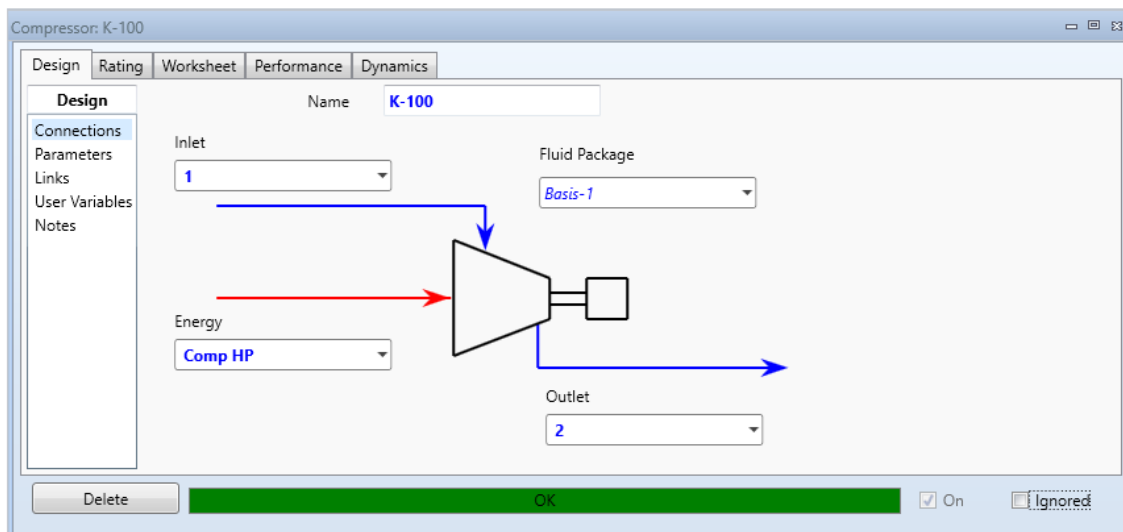 Compressor: K-100
Design Rating Worksheet Performance Dynamics
Design
Connections
Parameters
Links
User Variables
Notes
Name K-100
Inlet
1
Fluid Package
Basis-1
Energy
Comp HP
Outlet
2
Delete OK On Ignored